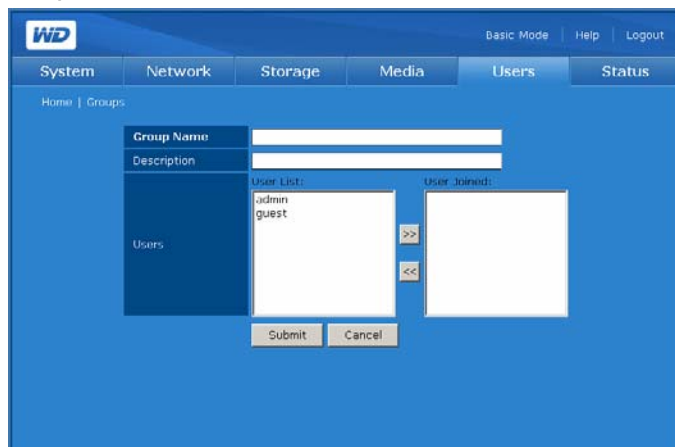 WD
Basic Mode | Help | Logout
System Network Storage Media Users Status
Home | Groups
Group Name
Description
User List: User Joined:
admin
guest
Users
>>
<<
Submit Cancel